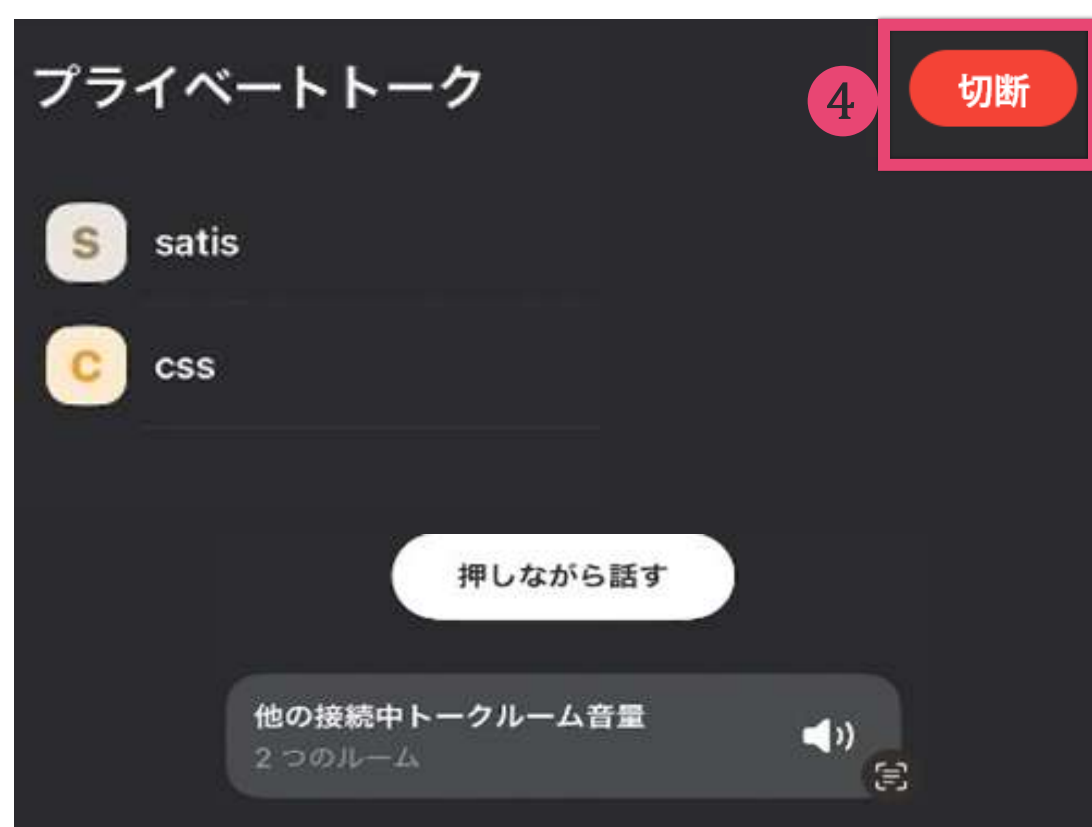 プライベートトーク
4
切断
S
satis
C
css
押しながら話す
他の接続中トークルーム音量
2 つのルーム